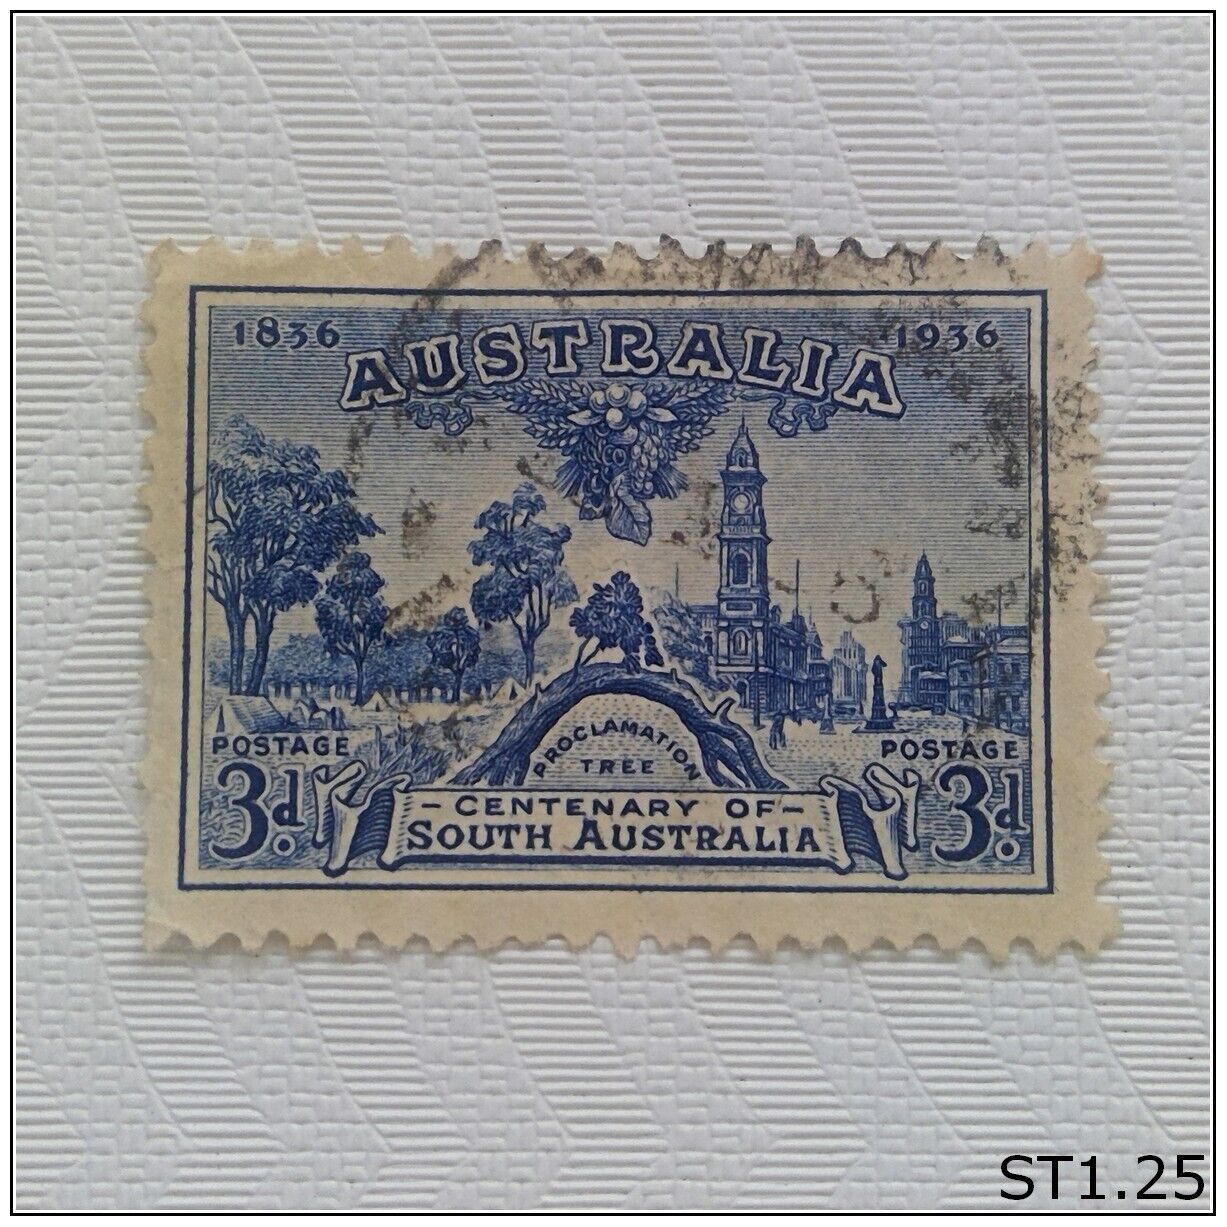 1836 1936
AUSTRALIA
PROCLAMATION
TREE
POSTAGE POSTAGE
3d. 3d.
- CENTENARY OF -
SOUTH AUSTRALIA
ST1.25